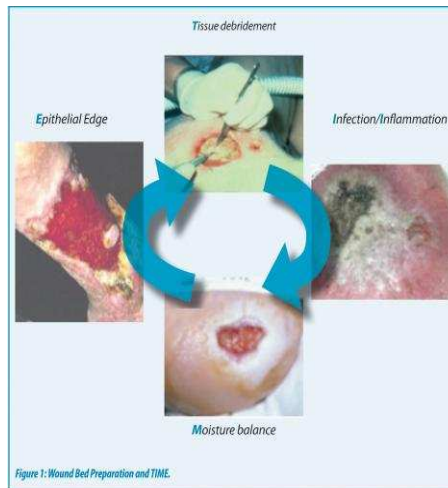 Tissue debridement
Epithelial Edge
Infection/Inflammation
Moisture balance
Figure 1: Wound Bed Preparation and TIME.